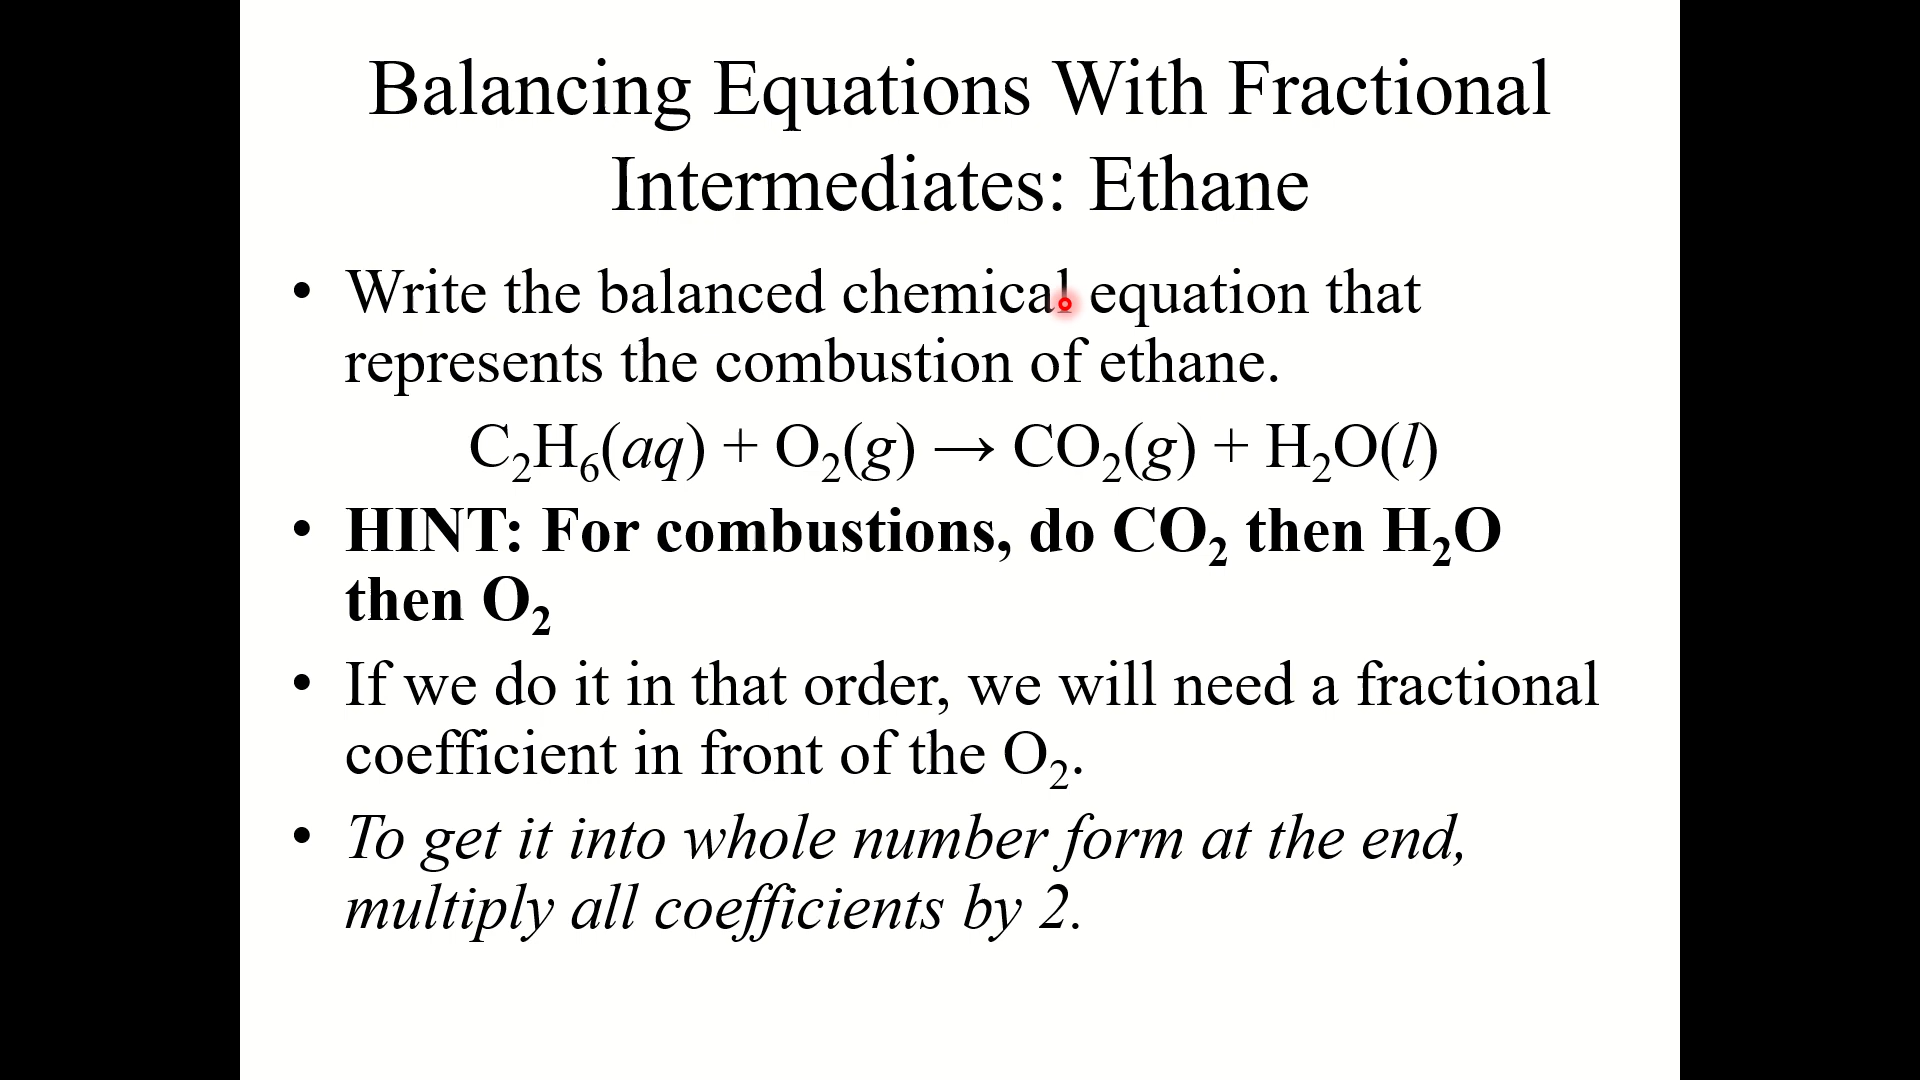 Balancing Equations With Fractional
Intermediates: Ethane
• Write the balanced chemical equation that
represents the combustion of ethane.
C₂H₆(aq) + O₂(g) → CO₂(g) + H₂O(l)
• HINT: For combustions, do CO₂ then H₂O
then O₂
• If we do it in that order, we will need a fractional
coefficient in front of the O₂.
• To get it into whole number form at the end,
multiply all coefficients by 2.